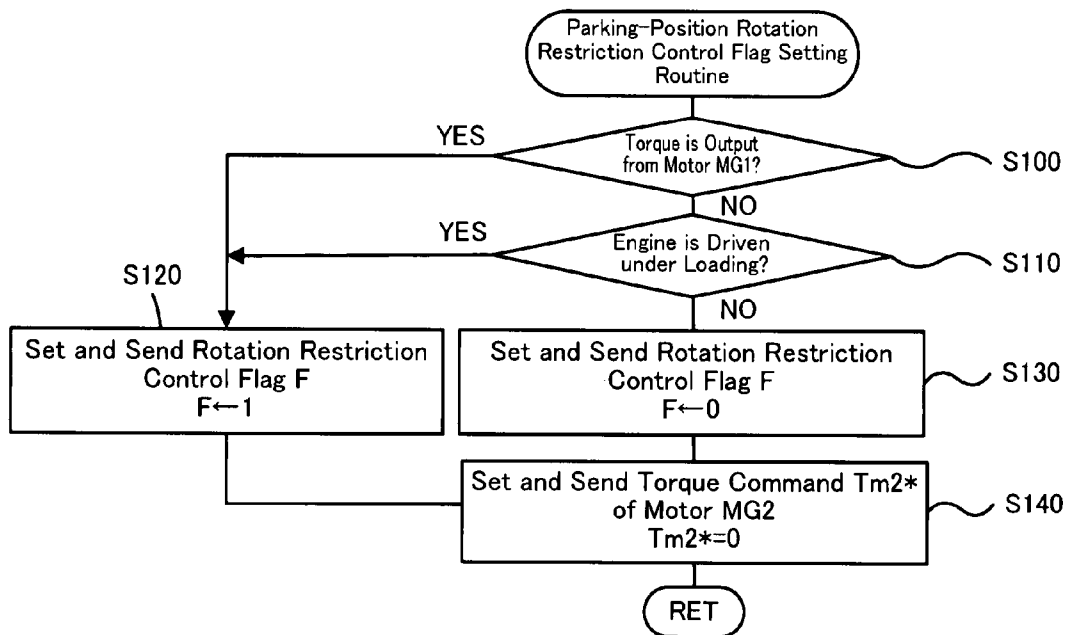 Parking-Position Rotation
Restriction Control Flag Setting
Routine
YES
Torque is Output
from Motor MG1?
S100
NO
YES
Engine is Driven
under Loading?
S110
NO
S120
Set and Send Rotation Restriction
Control Flag F
F←1
Set and Send Rotation Restriction
Control Flag F
F←0
S130
Set and Send Torque Command Tm2*
of Motor MG2
Tm2*=0
S140
RET